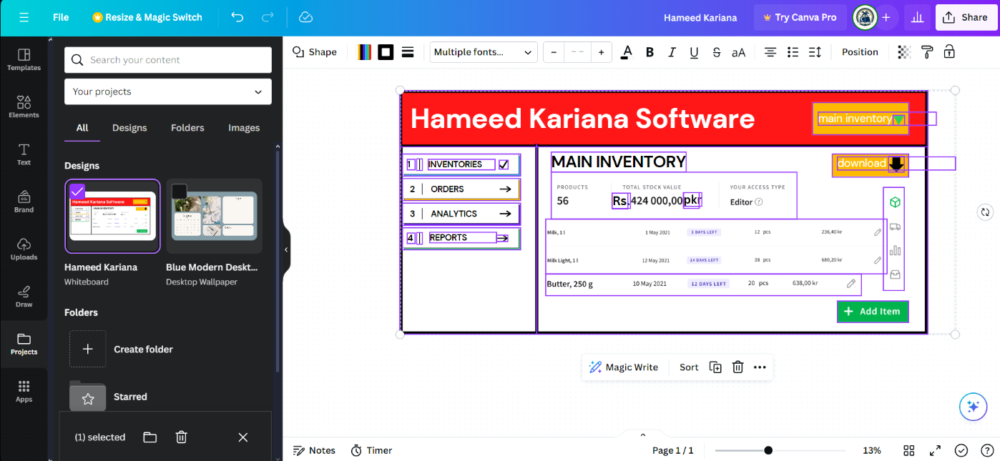 File
Resize & Magic Switch
Hameed Kariana
Try Canva Pro
Share
Templates
Elements
Text
Brand
Uploads
Draw
Projects
Apps
Search your content
Your projects
All Designs Folders Images
Designs
Hameed Kariana
Whiteboard
Blue Modern Deskt...
Desktop Wallpaper
Folders
Create folder
Starred
(1) selected
Shape
Multiple fonts...
- -- +
A B I U S aA
Position
Hameed Kariana Software
main inventory
1 | INVENTORIES
2 | ORDERS
3 | ANALYTICS
4 | REPORTS
MAIN INVENTORY
download
PRODUCTS TOTAL STOCK VALUE YOUR ACCESS TYPE
56 Rs.424 000,00pkr Editor ?
Milk, 1 l 1 May 2021 3 DAYS LEFT 12 pcs 236,40 kr
Milk Light, 1 l 12 May 2021 14 DAYS LEFT 38 pcs 680,20 kr
Butter, 250 g 10 May 2021 12 DAYS LEFT 20 pcs 638,00 kr
+ Add Item
Magic Write
Sort
Notes
Timer
Page 1 / 1
13%